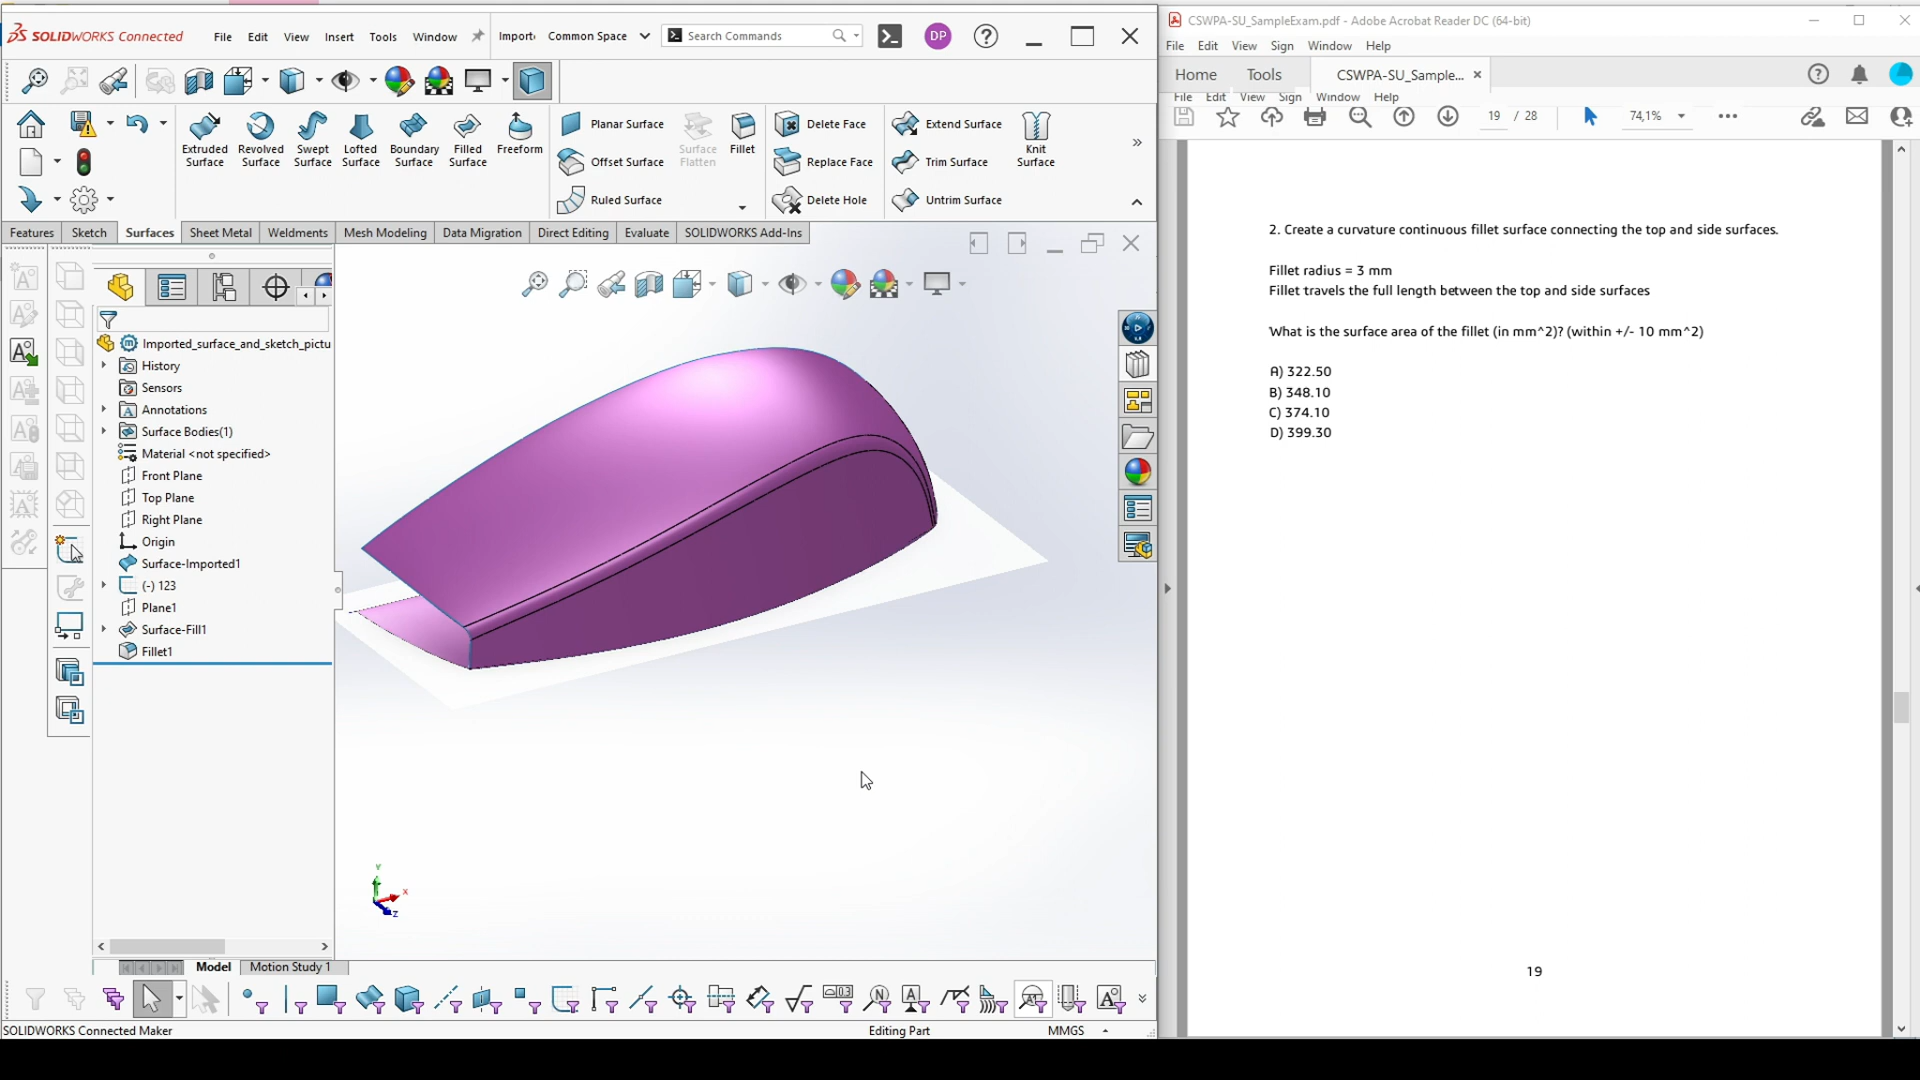 SOLIDWORKS Connected
File Edit View Insert Tools Window
Import‹
Common Space
Search Commands
DP
Extruded Surface
Revolved Surface
Swept Surface
Lofted Surface
Boundary Surface
Filled Surface
Freeform
Planar Surface
Offset Surface
Ruled Surface
Surface Flatten
Fillet
Delete Face
Replace Face
Delete Hole
Extend Surface
Trim Surface
Untrim Surface
Knit Surface
Features Sketch Surfaces Sheet Metal Weldments Mesh Modeling Data Migration Direct Editing Evaluate SOLIDWORKS Add-Ins
Imported_surface_and_sketch_pictu
History
Sensors
Annotations
Surface Bodies(1)
Material <not specified>
Front Plane
Top Plane
Right Plane
Origin
Surface-Imported1
(-) 123
Plane1
Surface-Fill1
Fillet1
Y
X
Z
Model Motion Study 1
SOLIDWORKS Connected Maker
Editing Part
MMGS
CSWPA-SU_SampleExam.pdf - Adobe Acrobat Reader DC (64-bit)
File Edit View Sign Window Help
Home Tools CSWPA-SU_Sample... ×
File Edit View Sign Window Help
19 / 28
74,1%
2. Create a curvature continuous fillet surface connecting the top and side surfaces.
Fillet radius = 3 mm
Fillet travels the full length between the top and side surfaces
What is the surface area of the fillet (in mm^2)? (within +/- 10 mm^2)
A) 322.50
B) 348.10
C) 374.10
D) 399.30
19